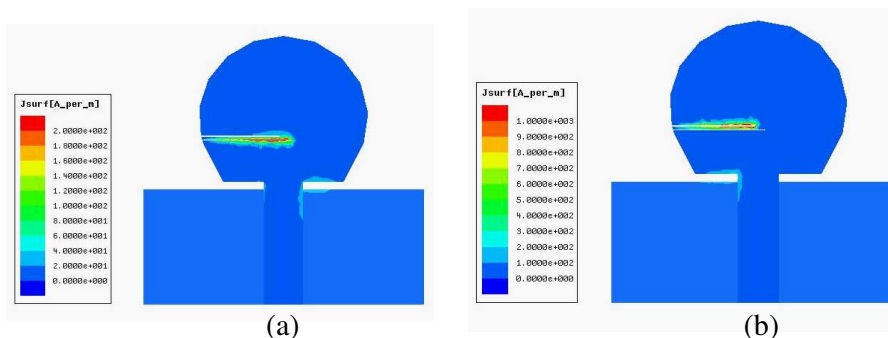 Jsurf[A_per_m]
2.0000e+002
1.8000e+002
1.6000e+002
1.4000e+002
1.2000e+002
1.0000e+002
8.0000e+001
6.0000e+001
4.0000e+001
2.0000e+001
0.0000e+000
(a)
Jsurf[A_per_m]
1.0000e+003
9.0000e+002
8.0000e+002
7.0000e+002
6.0000e+002
5.0000e+002
4.0000e+002
3.0000e+002
2.0000e+002
1.0000e+002
0.0000e+000
(b)